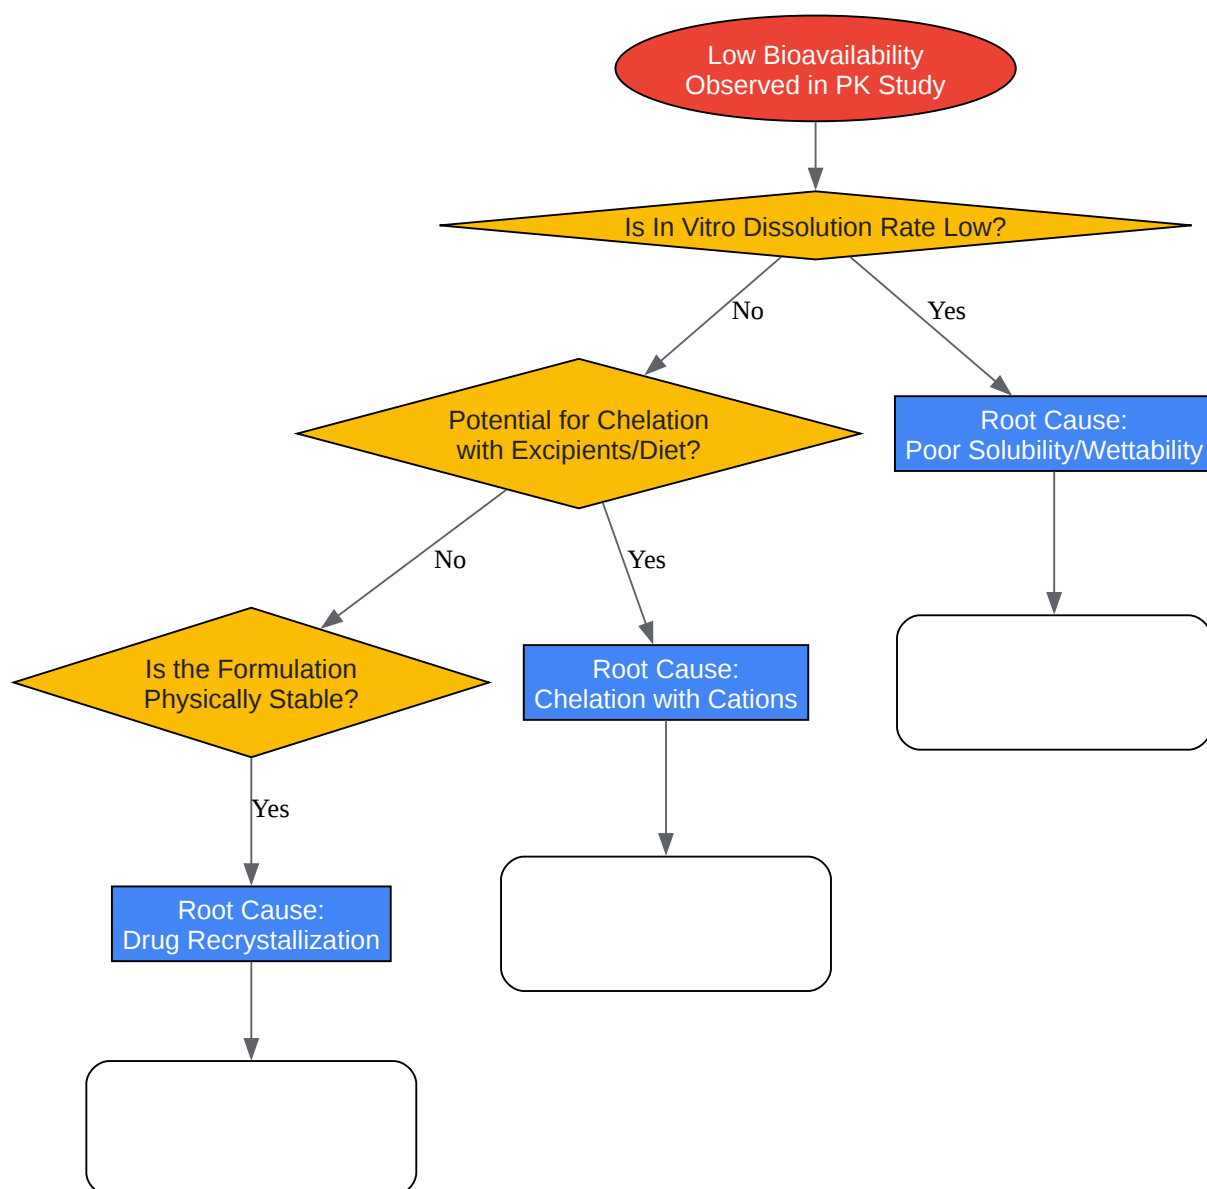 Low Bioavailability
Observed in PK Study
Is In Vitro Dissolution Rate Low?
No
Yes
Potential for Chelation
with Excipients/Diet?
Root Cause:
Poor Solubility/Wettability
No
Yes
Is the Formulation
Physically Stable?
Root Cause:
Chelation with Cations
Yes
Root Cause:
Drug Recrystallization